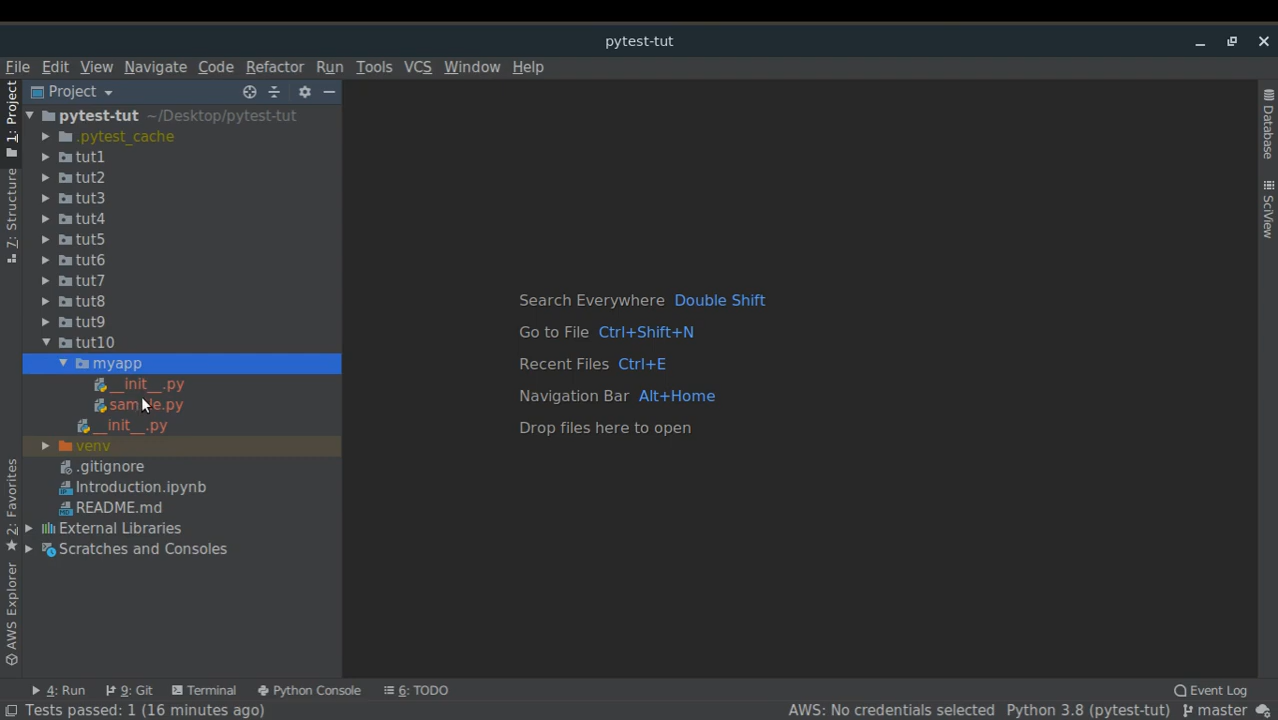 pytest-tut
File Edit View Navigate Code Refactor Run Tools VCS Window Help
Project
pytest-tut ~/Desktop/pytest-tut
.pytest_cache
tut1
tut2
tut3
tut4
tut5
tut6
tut7
tut8
tut9
tut10
myapp
__init__.py
sample.py
__init__.py
venv
.gitignore
Introduction.ipynb
README.md
External Libraries
Scratches and Consoles
1: Project
7: Structure
2: Favorites
AWS Explorer
Search Everywhere Double Shift
Go to File Ctrl+Shift+N
Recent Files Ctrl+E
Navigation Bar Alt+Home
Drop files here to open
Database
SciView
4: Run 9: Git Terminal Python Console 6: TODO Event Log
Tests passed: 1 (16 minutes ago) AWS: No credentials selected Python 3.8 (pytest-tut) master